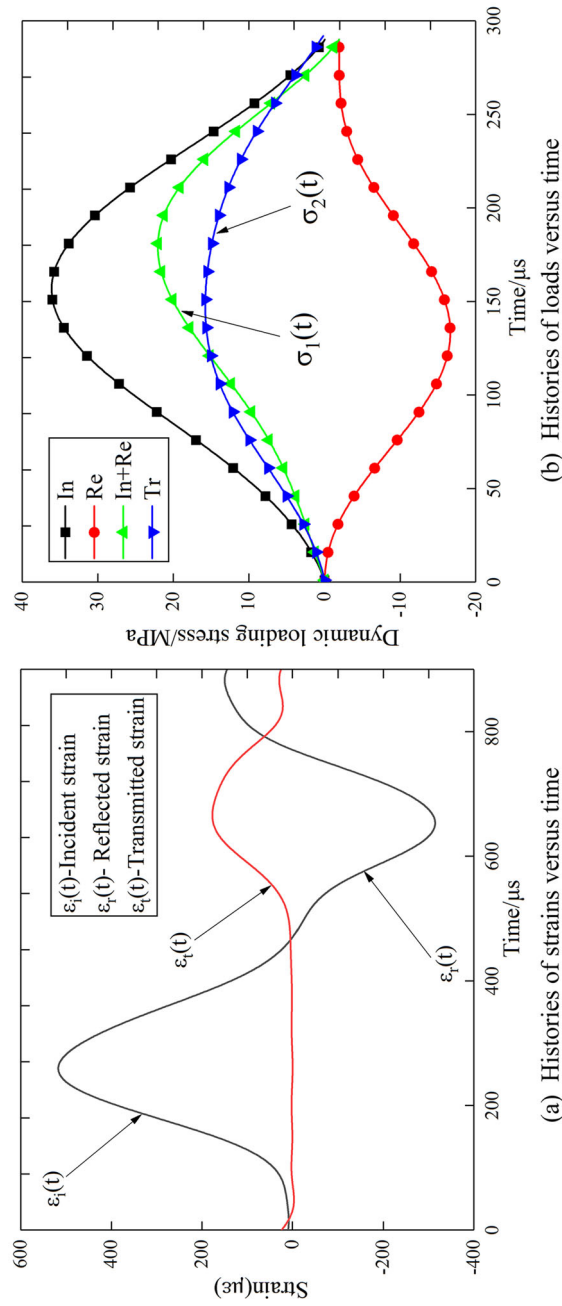 600
400
200
0
-200
-400
Strain(με)
0
200
400
600
800
Time/μs
εi(t)-Incident strain
εr(t)- Reflected strain
εt(t)-Transmitted strain
εi(t)
εt(t)
εr(t)
(a) Histories of strains versus time
40
30
20
10
0
-10
-20
Dynamic loading stress/MPa
0
50
100
150
200
250
300
Time/μs
In
Re
In+Re
Tr
σ1(t)
σ2(t)
(b) Histories of loads versus time